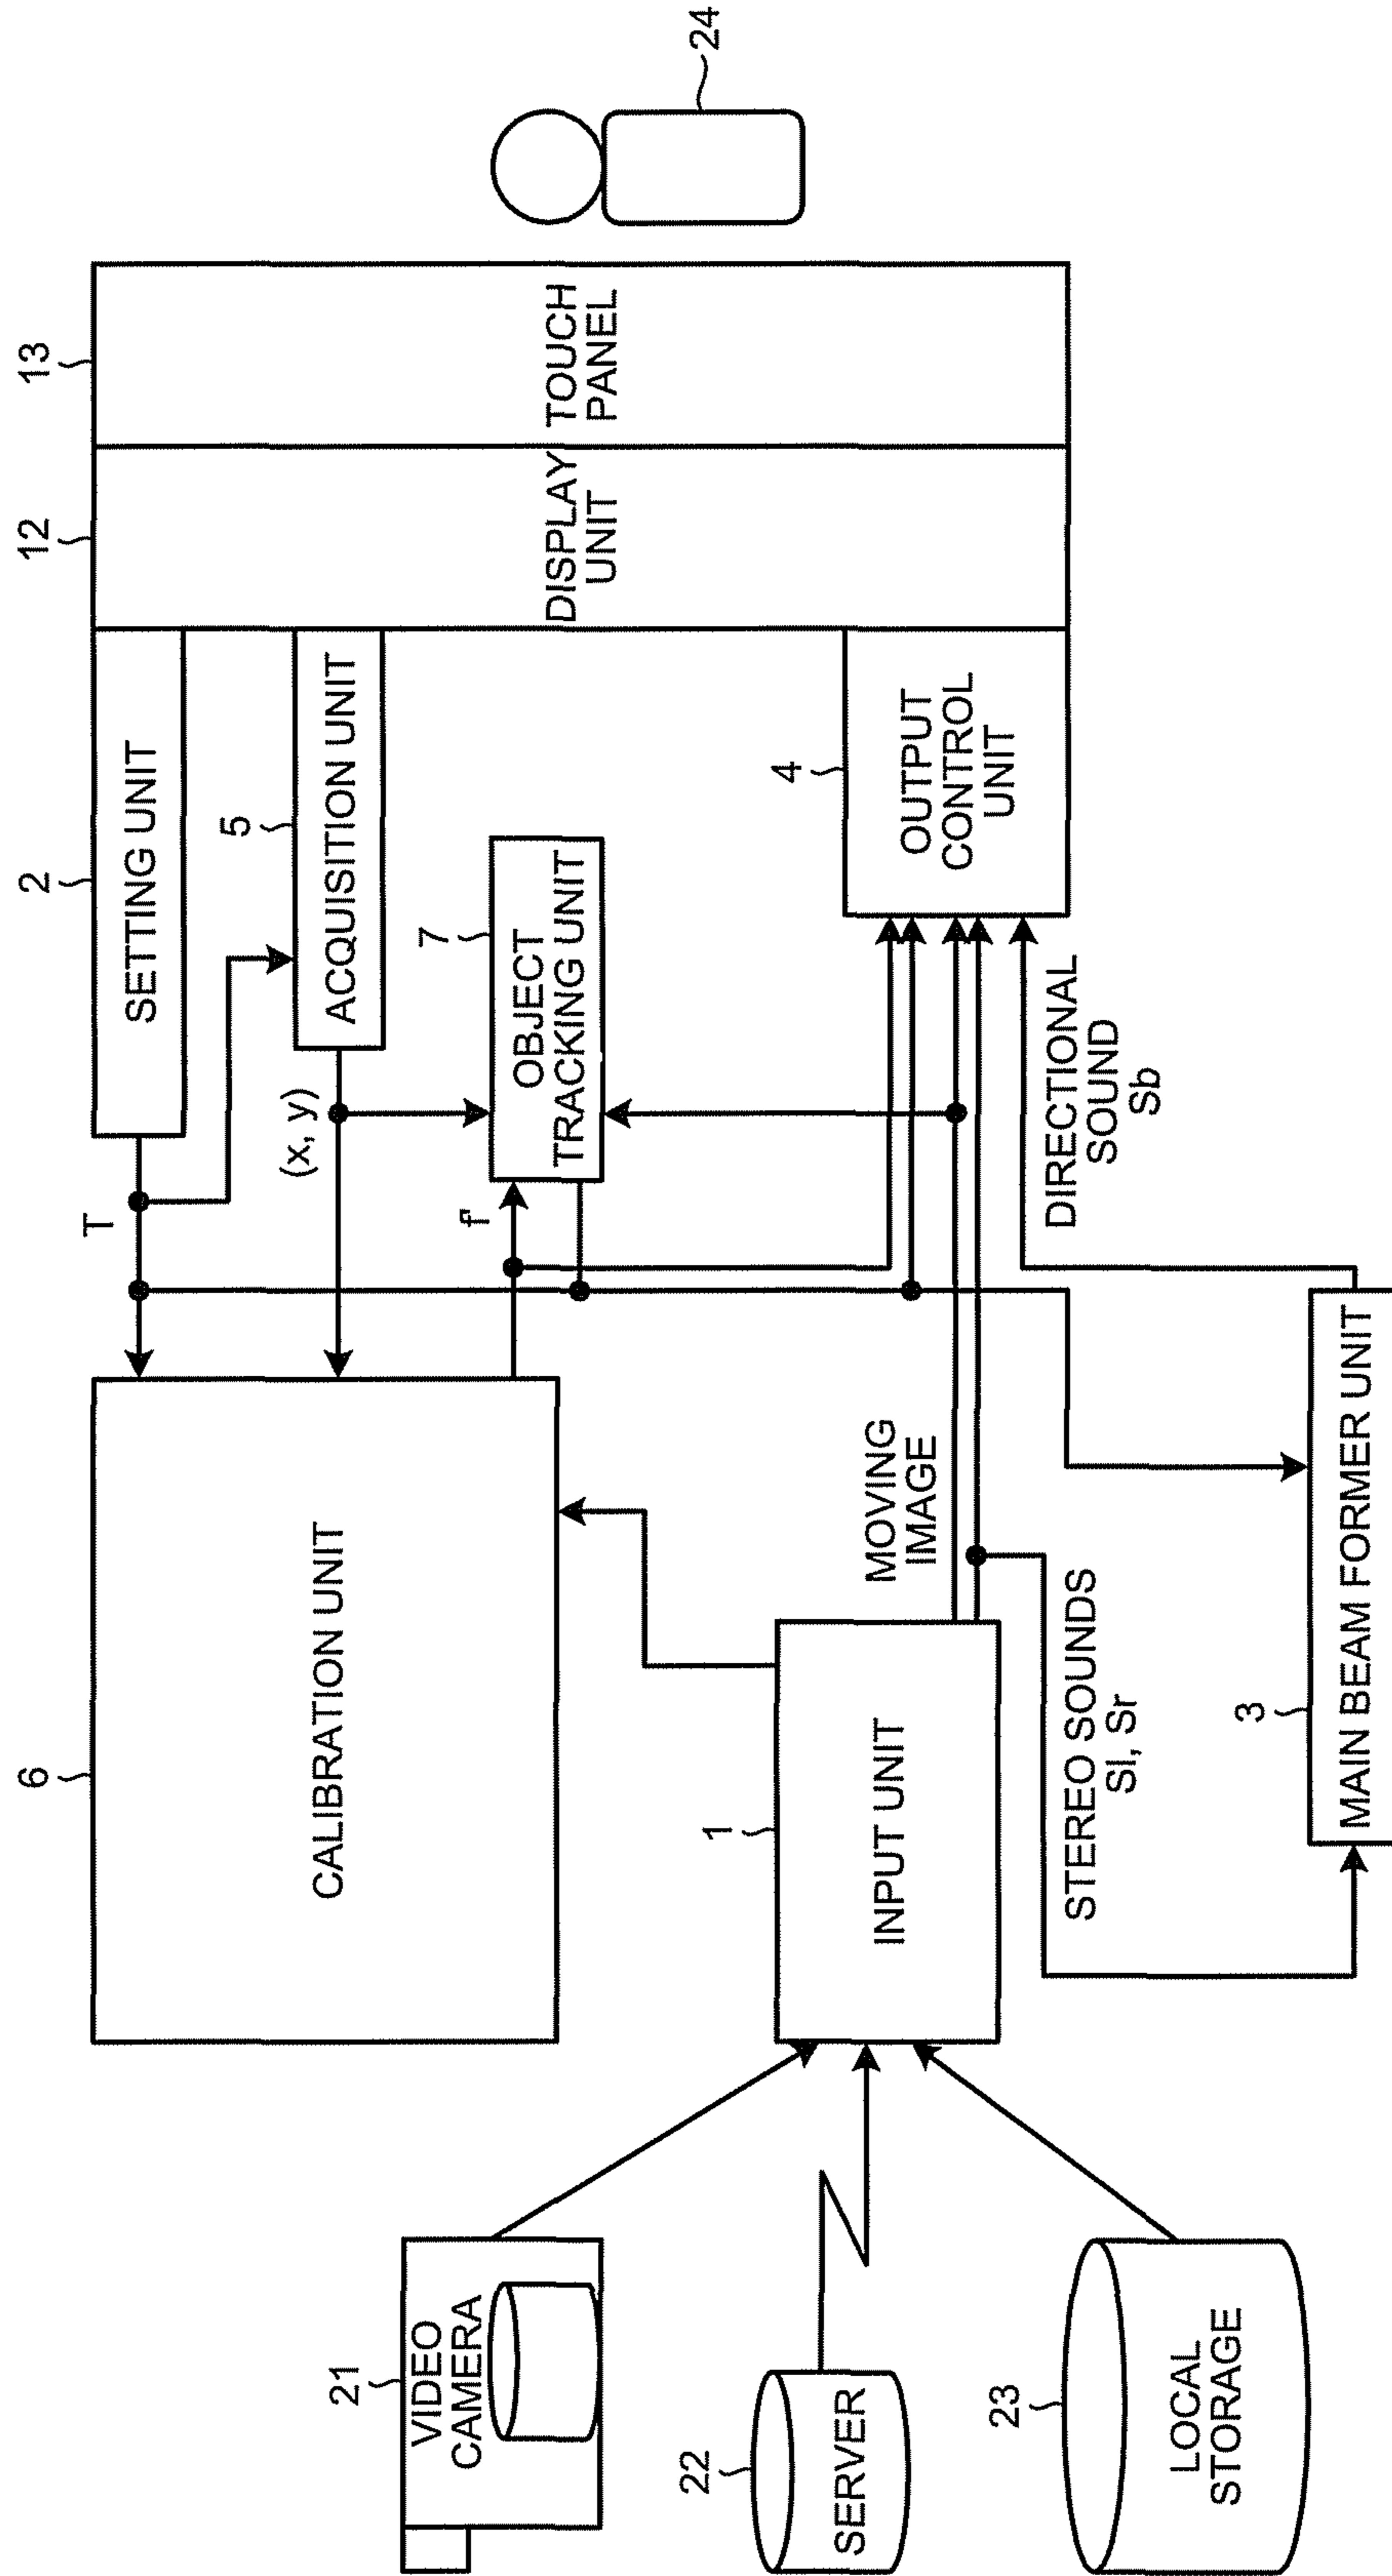 12
13
24
DISPLAY
UNIT
TOUCH
PANEL
2
SETTING UNIT
T
5
ACQUISITION UNIT
(x, y)
6
CALIBRATION UNIT
7
OBJECT
TRACKING UNIT
f'
4
OUTPUT
CONTROL
UNIT
21
VIDEO
CAMERA
22
SERVER
23
LOCAL
STORAGE
1
INPUT UNIT
MOVING
IMAGE
STEREO SOUNDS
Sl, Sr
DIRECTIONAL
SOUND
Sb
3
MAIN BEAM FORMER UNIT